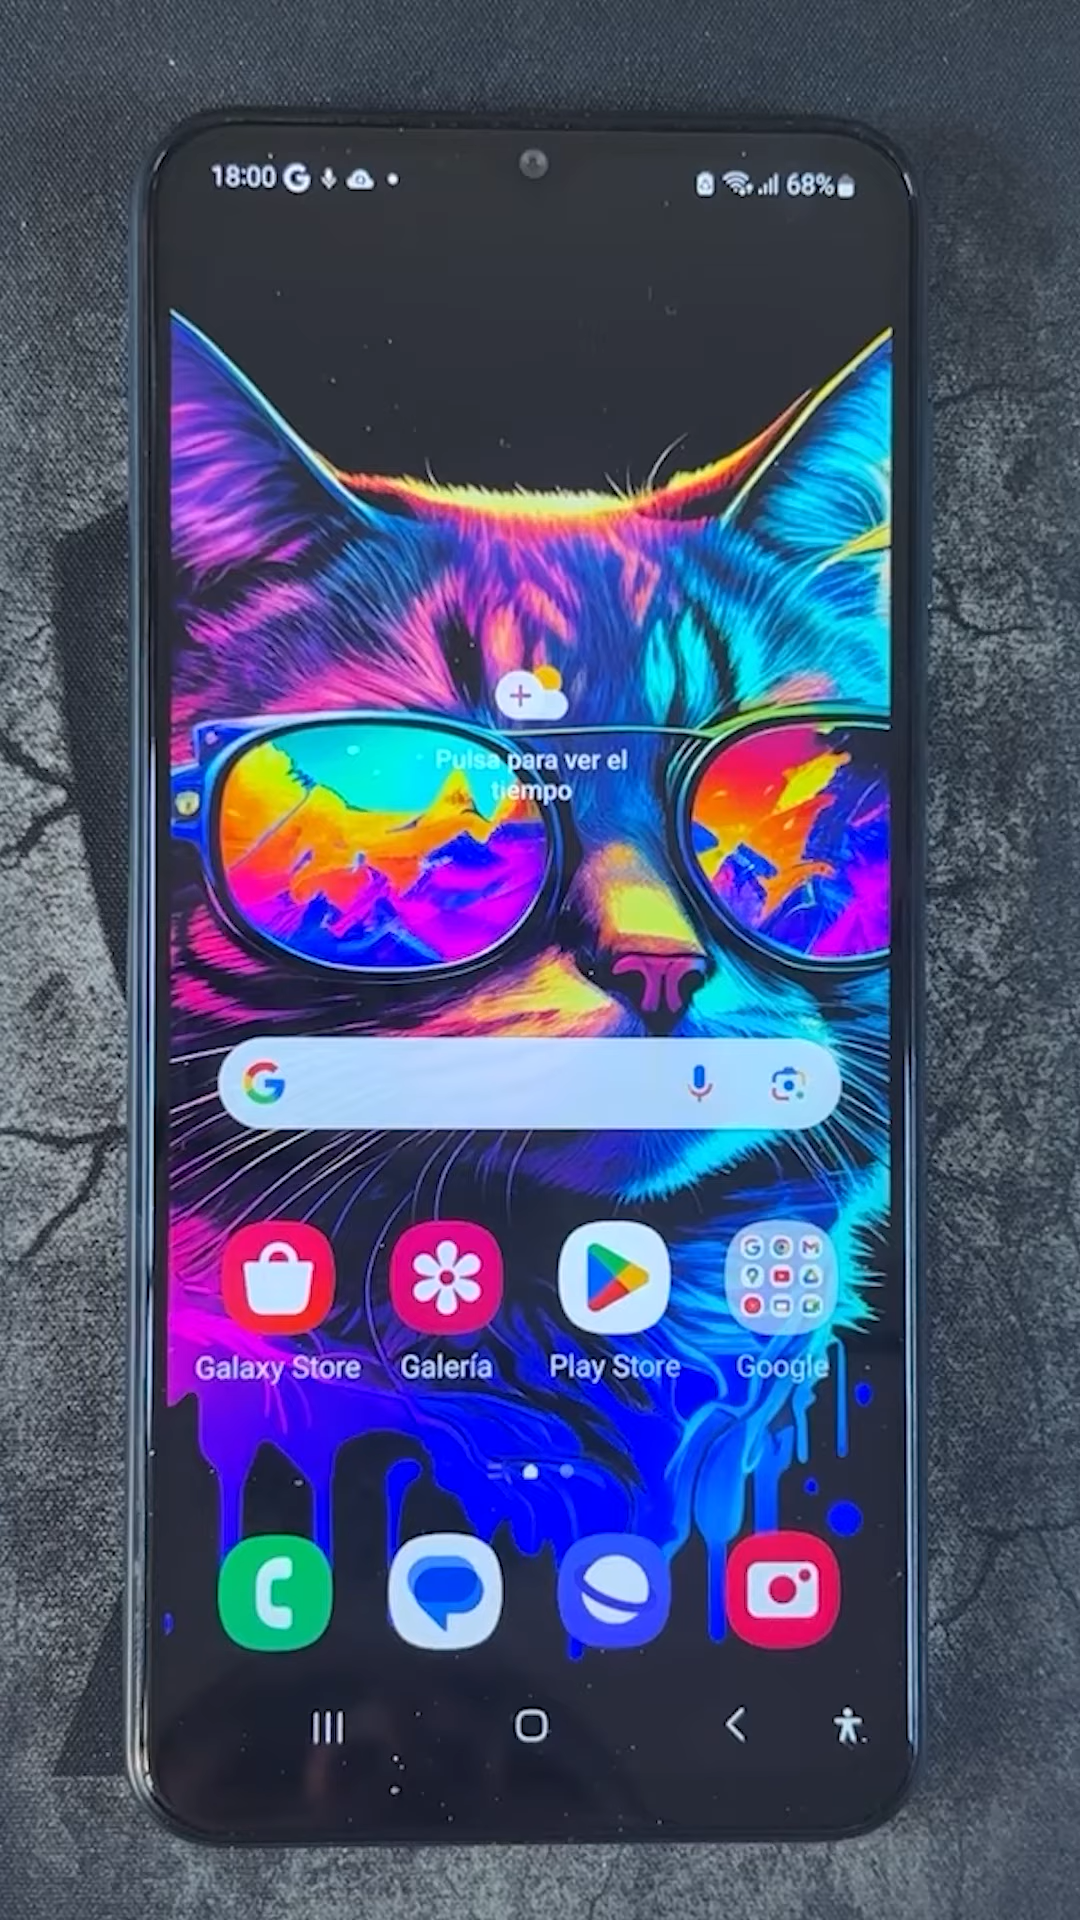 18:00
68%
Pulsa para ver el
tiempo
Galaxy Store
Galería
Play Store
Google